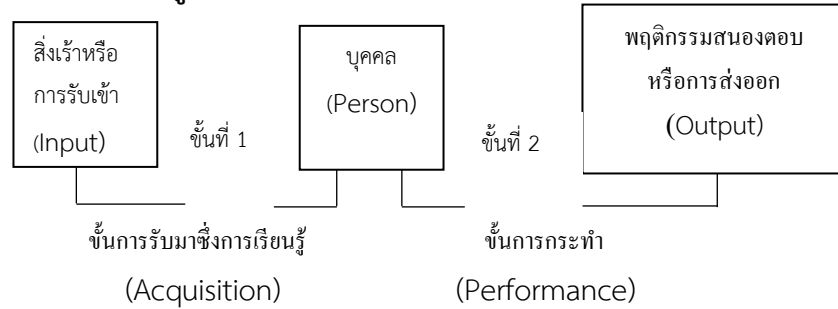 สิ่งเร้าหรือ
การรับเข้า
(Input)
ขั้นที่ 1
บุคคล
(Person)
ขั้นที่ 2
พฤติกรรมสนองตอบ
หรือการส่งออก
(Output)
ขั้นการรับมาซึ่งการเรียนรู้
(Acquisition)
ขั้นการกระทำ
(Performance)